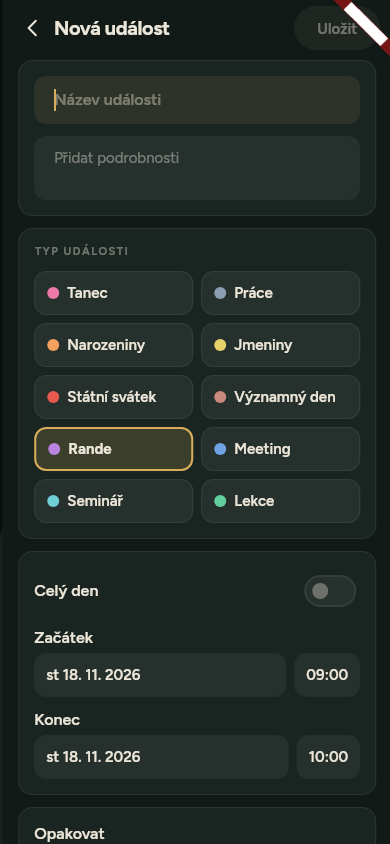 Nová událost
Uložit
Název události
Přidat podrobnosti
TYP UDÁLOSTI
Tanec
Práce
Narozeniny
Jmeniny
Státní svátek
Významný den
Rande
Meeting
Seminář
Lekce
Celý den
Začátek
st 18. 11. 2026
09:00
Konec
st 18. 11. 2026
10:00
Opakovat